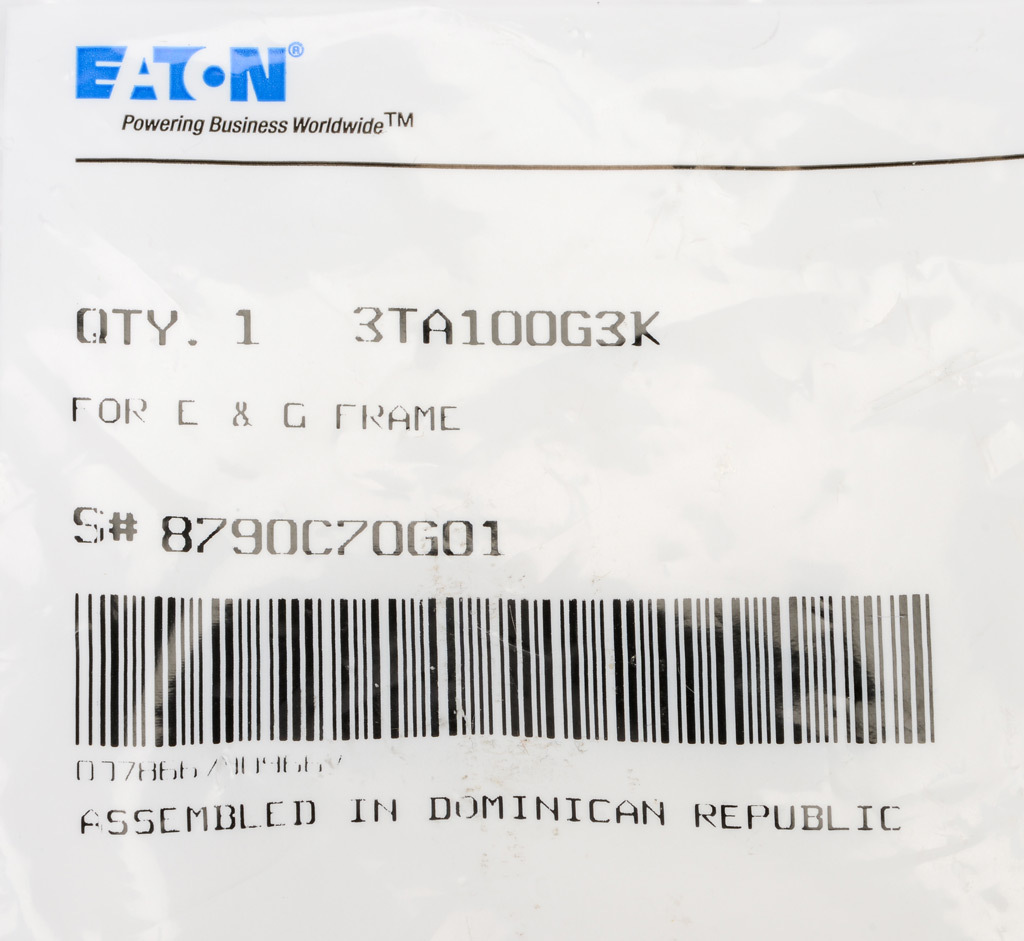 EATON®
Powering Business Worldwide™
QTY. 1 3TA100G3K
FOR E & G FRAME
S# 8790C70G01
ASSEMBLED IN DOMINICAN REPUBLIC